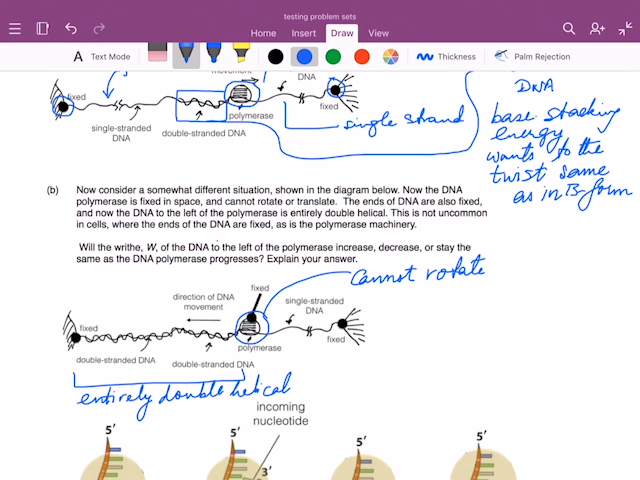 testing problem sets
Home Insert Draw View
A Text Mode Thickness Palm Rejection
movement
DNA
fixed
polymerase
fixed
single-stranded
DNA
double-stranded DNA
single strand
DNA
base stacking
energy
wants to the
twist same
as in B-form
(b) Now consider a somewhat different situation, shown in the diagram below. Now the DNA
polymerase is fixed in space, and cannot rotate or translate. The ends of DNA are also fixed,
and now the DNA to the left of the polymerase is entirely double helical. This is not uncommon
in cells, where the ends of the DNA are fixed, as is the polymerase machinery.
Will the writhe, W, of the DNA to the left of the polymerase increase, decrease, or stay the
same as the DNA polymerase progresses? Explain your answer.
cannot rotate
fixed
direction of DNA
movement
single-stranded
DNA
fixed
fixed
polymerase
double-stranded DNA
double-stranded DNA
entirely double helical
incoming
nucleotide
5'
5'
3'
5'
5'